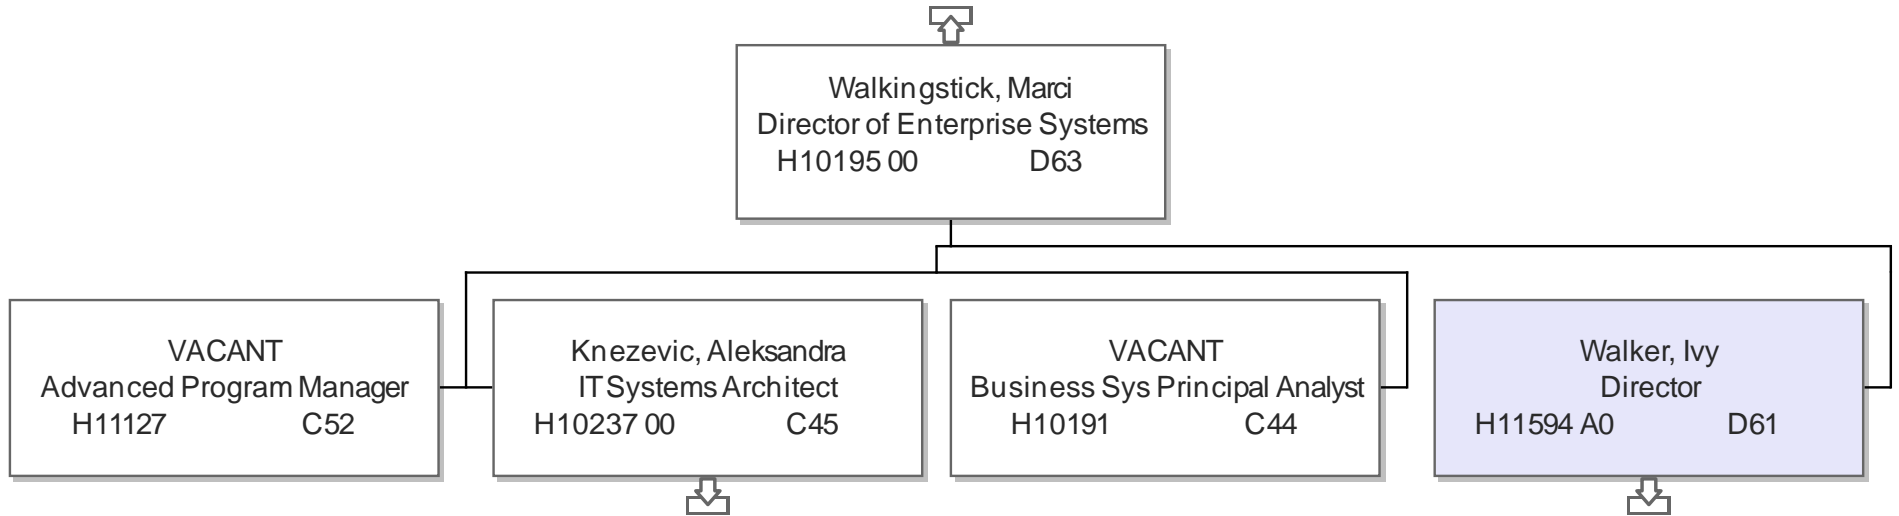 Walkingstick, Marci
Director of Enterprise Systems
H10195 00 D63
VACANT
Advanced Program Manager
H11127 C52
Knezevic, Aleksandra
IT Systems Architect
H10237 00 C45
VACANT
Business Sys Principal Analyst
H10191 C44
Walker, Ivy
Director
H11594 A0 D61